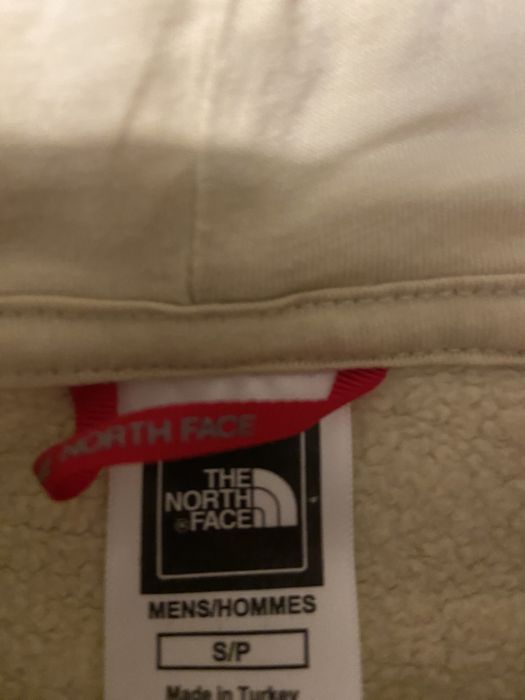 E NORTH FACE
THE
NORTH
®FACE
MENS/HOMMES
S/P
Made in Turkey